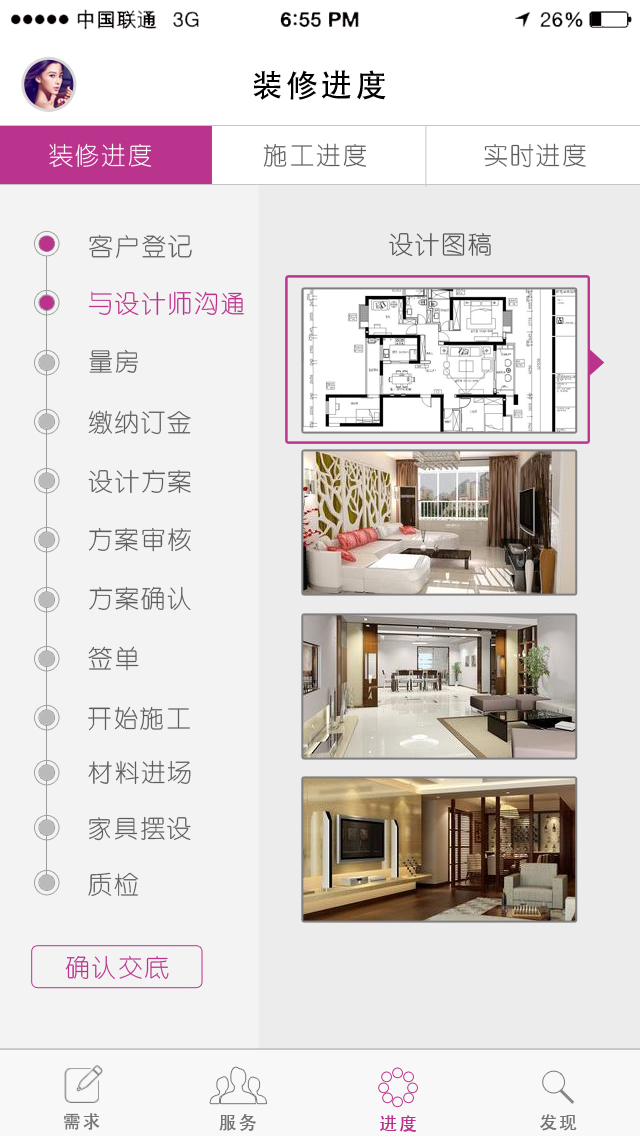 中国联通 3G 6:55 PM 26%
装修进度
装修进度 施工进度 实时进度
客户登记
与设计师沟通
量房
缴纳订金
设计方案
方案审核
方案确认
签单
开始施工
材料进场
家具摆设
质检
确认交底
设计图稿
需求 服务 进度 发现